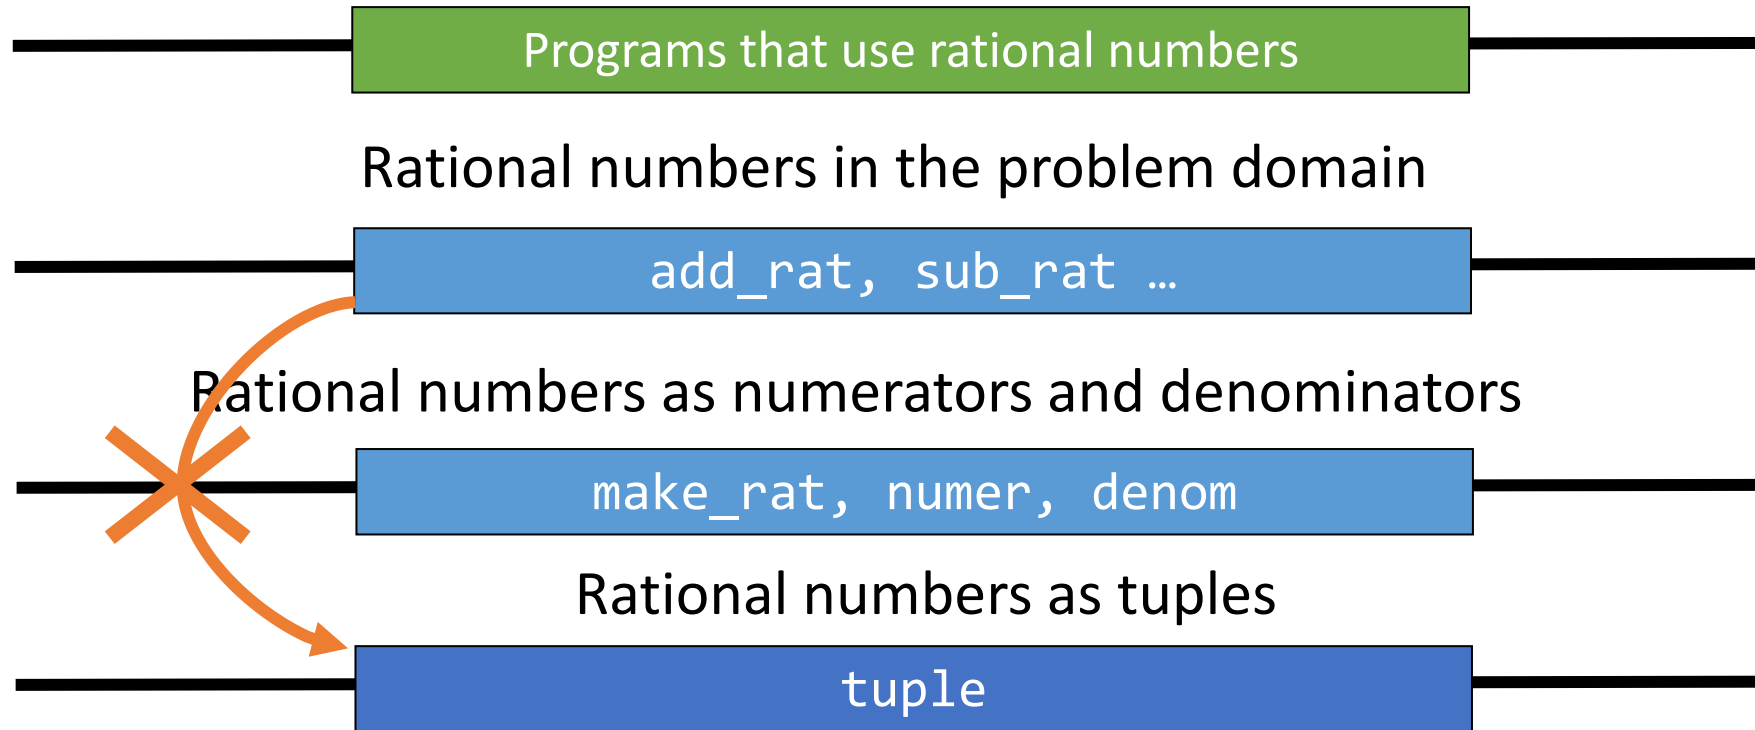 Programs that use rational numbers
Rational numbers in the problem domain
add_rat, sub_rat …
Rational numbers as numerators and denominators
make_rat, numer, denom
Rational numbers as tuples
tuple